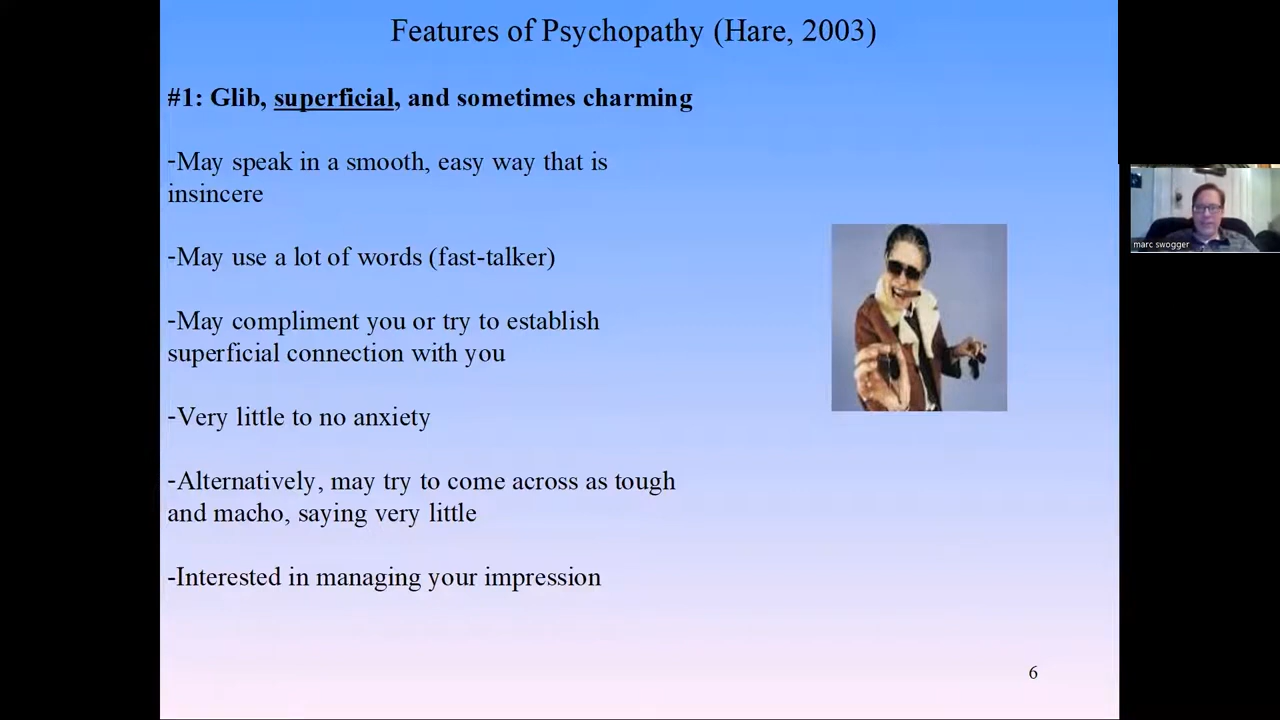 Features of Psychopathy (Hare, 2003)
#1: Glib, superficial, and sometimes charming
-May speak in a smooth, easy way that is
insincere
-May use a lot of words (fast-talker)
-May compliment you or try to establish
superficial connection with you
-Very little to no anxiety
-Alternatively, may try to come across as tough
and macho, saying very little
-Interested in managing your impression
6
marc swogger